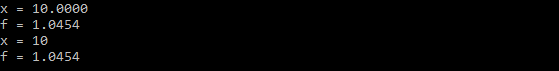 x = 10.0000
f = 1.0454
x = 10
f = 1.0454